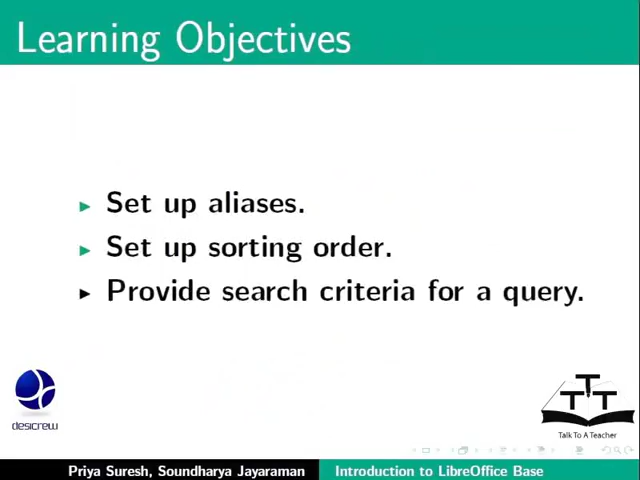 Learning Objectives
Set up aliases.
Set up sorting order.
Provide search criteria for a query.
desicrew
T
T T
Talk To A Teacher
Priya Suresh, Soundharya Jayaraman Introduction to LibreOffice Base